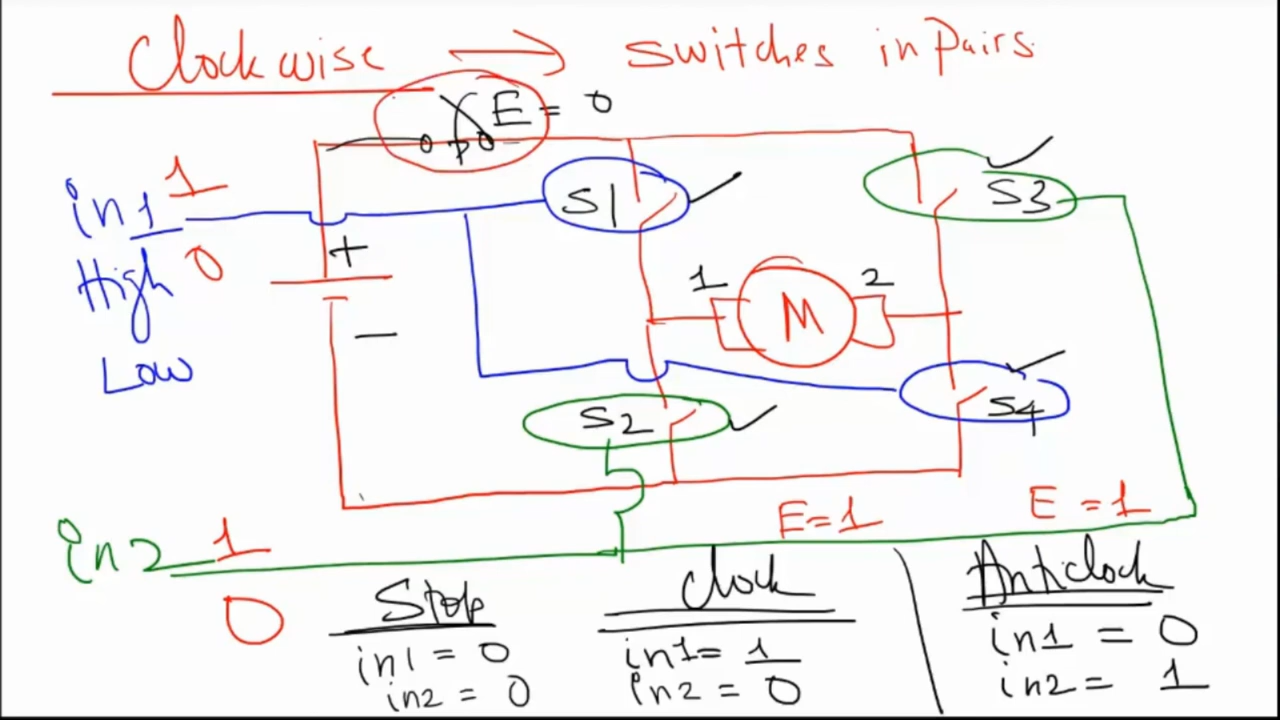 Clockwise → switches in Pairs.
E = 0
in1 1
0
High
Low
+
-
S1
S3
1 M 2
S2
S4
in2 1
0
E=1
E = 1
Stop
in1 = 0
in2 = 0
Clock
in1= 1
in2 = 0
Anticlock
in1 = 0
in2 = 1